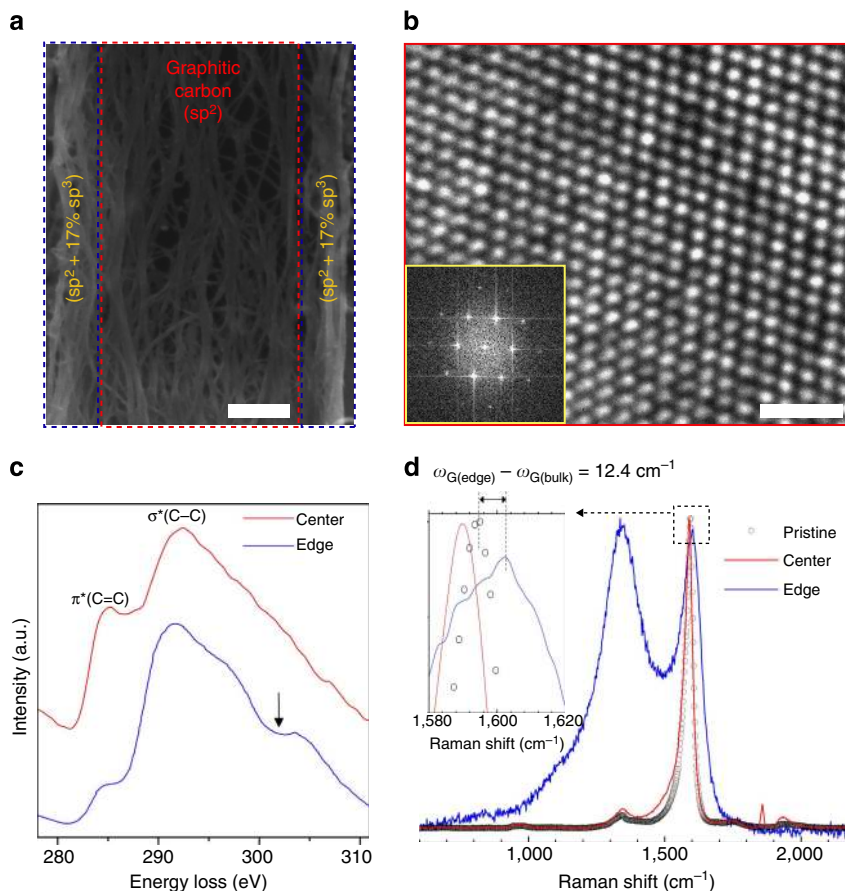 a
Graphitic
carbon
(sp²)
(sp² + 17% sp³)
(sp² + 17% sp³)
b
c
σ*(C–C)
Center
Edge
π*(C=C)
Intensity (a.u.)
280 290 300 310
Energy loss (eV)
d
ωG(edge) – ωG(bulk) = 12.4 cm⁻¹
Pristine
Center
Edge
1,580 1,600 1,620
Raman shift (cm⁻¹)
1,000 1,500 2,000
Raman shift (cm⁻¹)